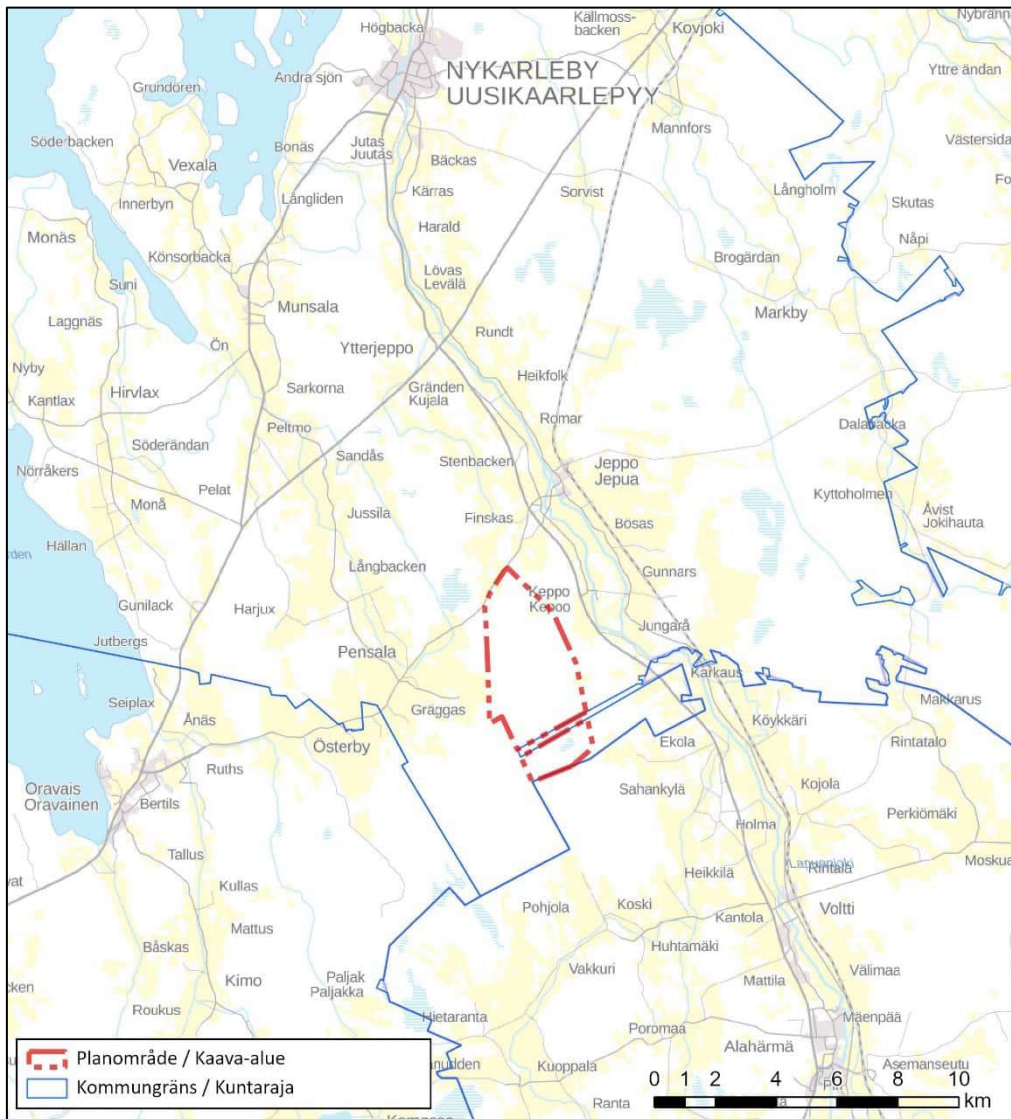 Högbacka
Källmoss-
backen
Kovjoki
Nybränn
Andra sjön
NYKARLEBY
UUSIKAARLEPYY
Yttre ändan
Grundören
Söderbacken
Vexala
Bonäs
Jutas
Juutas
Bäckas
Mannfors
Västersida
Långliden
Kärras
Sorvist
Långholm
Innerbyn
Skutas
Monäs
Könsorbacka
Harald
Nåpi
Brogärdan
Suni
Lövas
Levälä
Munsala
Markby
Laggnäs
Rundt
Ytterjeppo
Ön
Nyby
Heikfolk
Kantlax
Hirvlax
Sarkorna
Gränden
Kujala
Romar
Dalabacka
Peltmo
Söderändan
Sandås
Stenbacken
Jeppo
Jepua
Nörråkers
Pelat
Kyttoholmen
Monå
Jussila
Finskas
Bösas
Åvist
Jokihauta
Hällan
Långbacken
Gunnars
Keppo
Keppo
Gunilack
Harjux
Jungarå
Jutbergs
Pensala
Karkaus
Makkarus
Seiplax
Ånäs
Gräggas
Köykkäri
Österby
Ekola
Rintatalo
Ruths
Oravais
Oravainen
Sahankylä
Kojola
Bertils
Perkiömäki
Holma
Tallus
Lapuanjoki
Rintala
Moskua
Heikkilä
Kullas
Pohjola
Koski
Kantola
Voltti
Mattus
Huhtamäki
Båskas
Vakkuri
Välimaa
Kimo
Paljak
Paljakka
Mattila
Roukus
Hietaranta
Mäenpää
Poromaa
Alahärmä
Kuoppala
Asemanseutu
Ranta
Planområde / Kaava-alue
Kommungräns / Kuntaraja
0 1 2 4 6 8 10
km